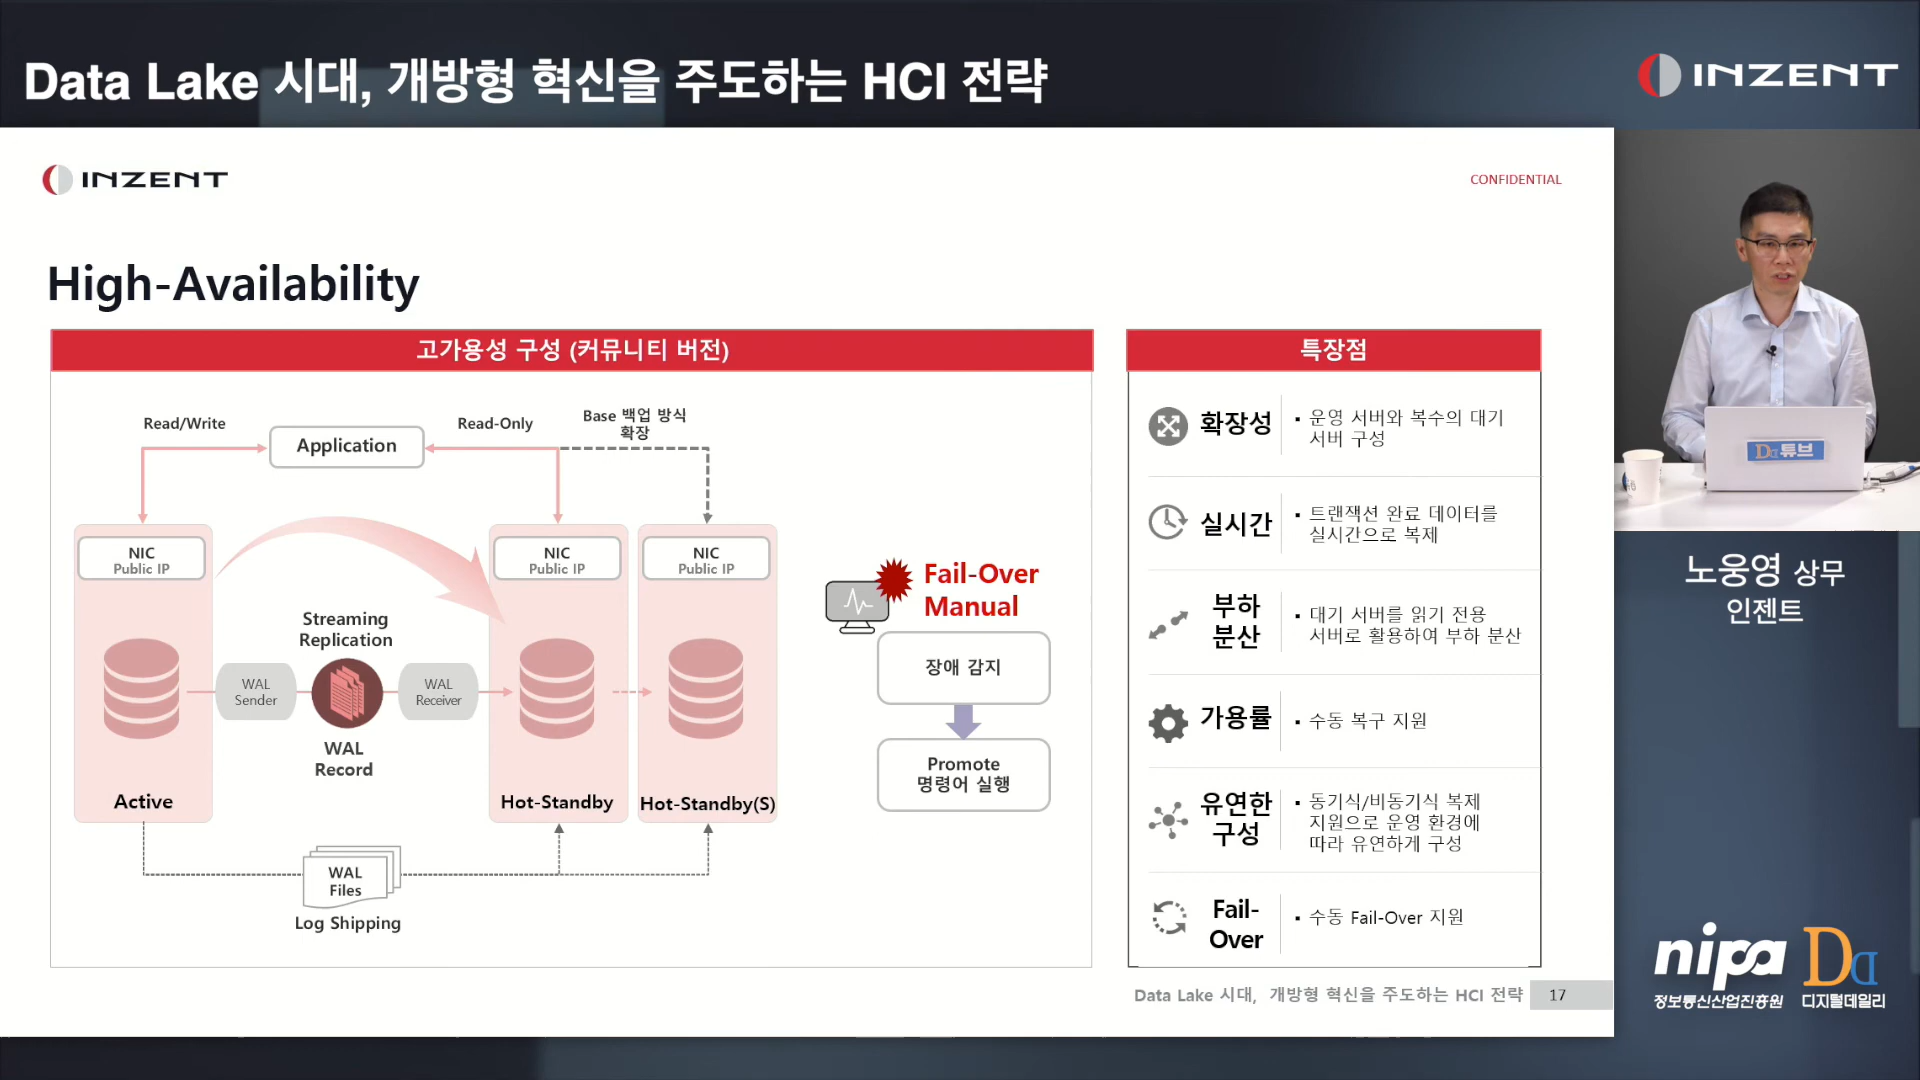 Data Lake 시대, 개방형 혁신을 주도하는 HCI 전략
INZENT
INZENT
CONFIDENTIAL
High-Availability
고가용성 구성 (커뮤니티 버전)
Read/Write
Application
Read-Only
Base 백업 방식
확장
NIC
Public IP
NIC
Public IP
NIC
Public IP
Streaming
Replication
WAL
Sender
WAL
Receiver
WAL
Record
Active
Hot-Standby
Hot-Standby(S)
WAL
Files
Log Shipping
Fail-Over
Manual
장애 감지
Promote
명령어 실행
특장점
확장성
▪ 운영 서버와 복수의 대기
서버 구성
실시간
▪ 트랜잭션 완료 데이터를
실시간으로 복제
부하
분산
▪ 대기 서버를 읽기 전용
서버로 활용하여 부하 분산
가용률
▪ 수동 복구 지원
유연한
구성
▪ 동기식/비동기식 복제
지원으로 운영 환경에
따라 유연하게 구성
Fail-
Over
▪ 수동 Fail-Over 지원
Data Lake 시대, 개방형 혁신을 주도하는 HCI 전략
17
Dd튜브
노웅영 상무
인젠트
nipa
정보통신산업진흥원
Dd
디지털데일리